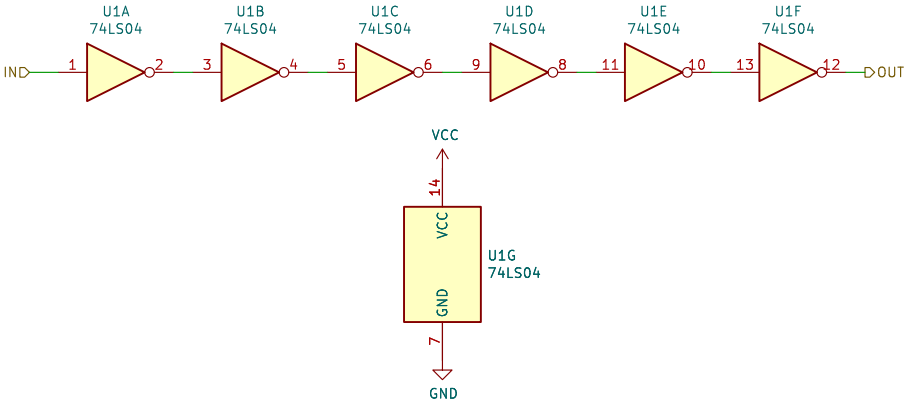 U1A
74LS04
U1B
74LS04
U1C
74LS04
U1D
74LS04
U1E
74LS04
U1F
74LS04
IN
1
2
3
4
5
6
9
8
11
10
13
12
OUT
VCC
14
VCC
U1G
74LS04
GND
7
GND